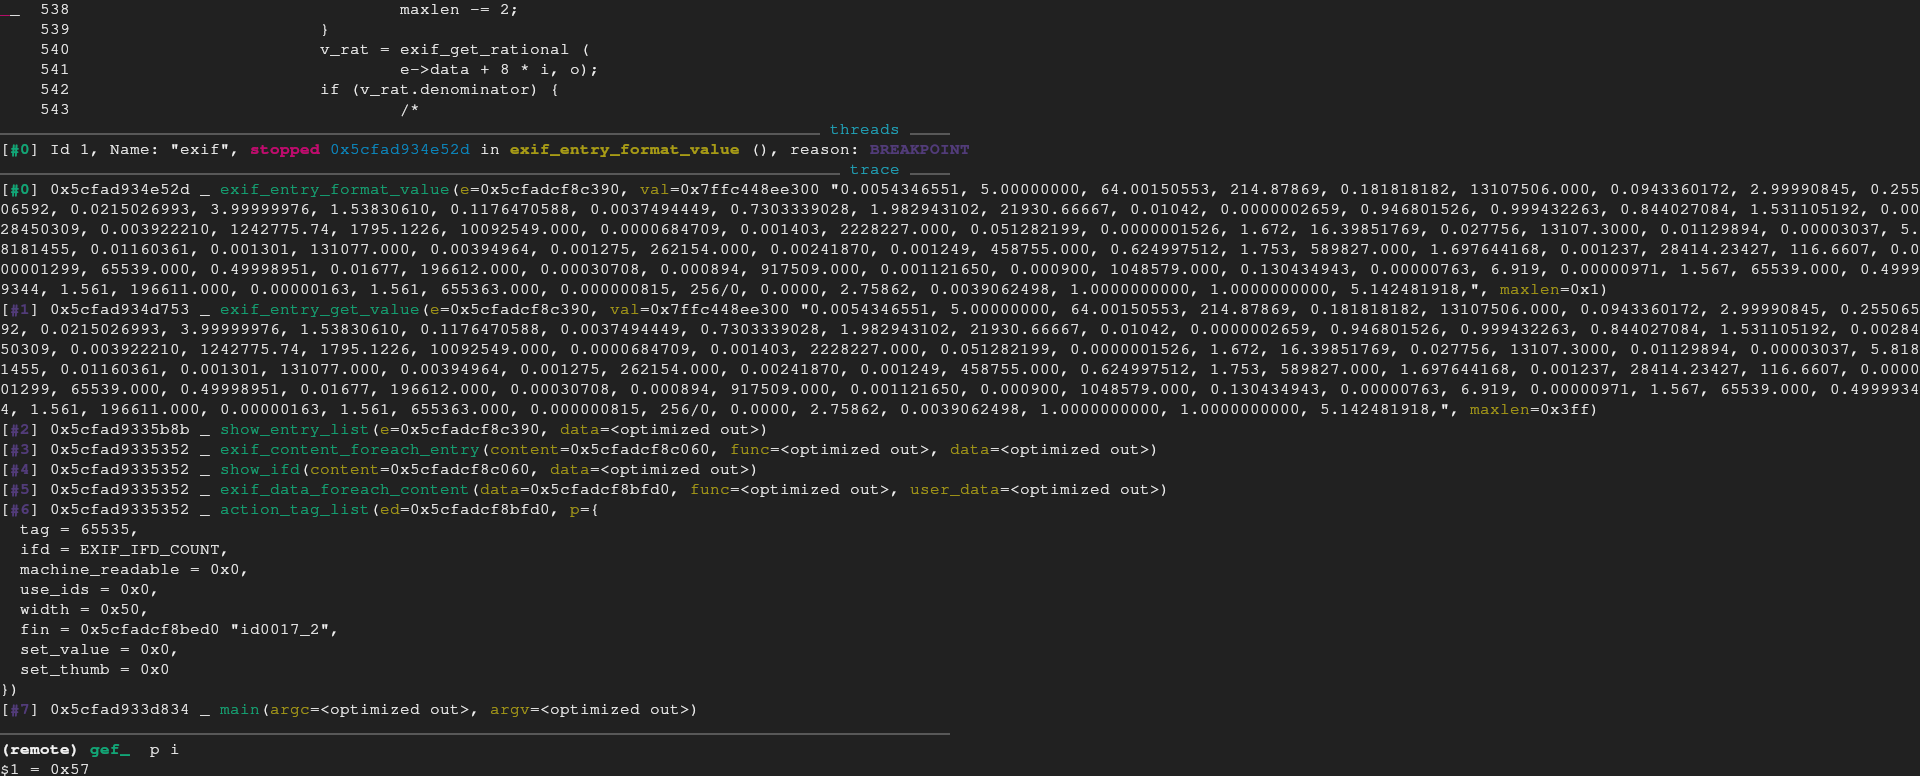 _  538                                 maxlen -= 2;
539                         }
540                         v_rat = exif_get_rational (
541                                 e->data + 8 * i, o);
542                         if (v_rat.denominator) {
543                                 /*
threads
[#0] Id 1, Name: "exif", stopped 0x5cfad934e52d in exif_entry_format_value (), reason: BREAKPOINT
trace
[#0] 0x5cfad934e52d _ exif_entry_format_value(e=0x5cfadcf8c390, val=0x7ffc448ee300 "0.0054346551, 5.00000000, 64.00150553, 214.87869, 0.181818182, 13107506.000, 0.0943360172, 2.99990845, 0.255
06592, 0.0215026993, 3.99999976, 1.53830610, 0.1176470588, 0.0037494449, 0.7303339028, 1.982943102, 21930.66667, 0.01042, 0.0000002659, 0.946801526, 0.999432263, 0.844027084, 1.531105192, 0.00
28450309, 0.003922210, 1242775.74, 1795.1226, 10092549.000, 0.0000684709, 0.001403, 2228227.000, 0.051282199, 0.0000001526, 1.672, 16.39851769, 0.027756, 13107.3000, 0.01129894, 0.00003037, 5.
8181455, 0.01160361, 0.001301, 131077.000, 0.00394964, 0.001275, 262154.000, 0.00241870, 0.001249, 458755.000, 0.624997512, 1.753, 589827.000, 1.697644168, 0.001237, 28414.23427, 116.6607, 0.0
00001299, 65539.000, 0.49998951, 0.01677, 196612.000, 0.00030708, 0.000894, 917509.000, 0.001121650, 0.000900, 1048579.000, 0.130434943, 0.00000763, 6.919, 0.00000971, 1.567, 65539.000, 0.4999
9344, 1.561, 196611.000, 0.00000163, 1.561, 655363.000, 0.000000815, 256/0, 0.0000, 2.75862, 0.0039062498, 1.0000000000, 1.0000000000, 5.142481918,", maxlen=0x1)
[#1] 0x5cfad934d753 _ exif_entry_get_value(e=0x5cfadcf8c390, val=0x7ffc448ee300 "0.0054346551, 5.00000000, 64.00150553, 214.87869, 0.181818182, 13107506.000, 0.0943360172, 2.99990845, 0.255065
92, 0.0215026993, 3.99999976, 1.53830610, 0.1176470588, 0.0037494449, 0.7303339028, 1.982943102, 21930.66667, 0.01042, 0.0000002659, 0.946801526, 0.999432263, 0.844027084, 1.531105192, 0.00284
50309, 0.003922210, 1242775.74, 1795.1226, 10092549.000, 0.0000684709, 0.001403, 2228227.000, 0.051282199, 0.0000001526, 1.672, 16.39851769, 0.027756, 13107.3000, 0.01129894, 0.00003037, 5.818
1455, 0.01160361, 0.001301, 131077.000, 0.00394964, 0.001275, 262154.000, 0.00241870, 0.001249, 458755.000, 0.624997512, 1.753, 589827.000, 1.697644168, 0.001237, 28414.23427, 116.6607, 0.0000
01299, 65539.000, 0.49998951, 0.01677, 196612.000, 0.00030708, 0.000894, 917509.000, 0.001121650, 0.000900, 1048579.000, 0.130434943, 0.00000763, 6.919, 0.00000971, 1.567, 65539.000, 0.4999934
4, 1.561, 196611.000, 0.00000163, 1.561, 655363.000, 0.000000815, 256/0, 0.0000, 2.75862, 0.0039062498, 1.0000000000, 1.0000000000, 5.142481918,", maxlen=0x3ff)
[#2] 0x5cfad9335b8b _ show_entry_list(e=0x5cfadcf8c390, data=<optimized out>)
[#3] 0x5cfad9335352 _ exif_content_foreach_entry(content=0x5cfadcf8c060, func=<optimized out>, data=<optimized out>)
[#4] 0x5cfad9335352 _ show_ifd(content=0x5cfadcf8c060, data=<optimized out>)
[#5] 0x5cfad9335352 _ exif_data_foreach_content(data=0x5cfadcf8bfd0, func=<optimized out>, user_data=<optimized out>)
[#6] 0x5cfad9335352 _ action_tag_list(ed=0x5cfadcf8bfd0, p={
  tag = 65535,
  ifd = EXIF_IFD_COUNT,
  machine_readable = 0x0,
  use_ids = 0x0,
  width = 0x50,
  fin = 0x5cfadcf8bed0 "id0017_2",
  set_value = 0x0,
  set_thumb = 0x0
})
[#7] 0x5cfad933d834 _ main(argc=<optimized out>, argv=<optimized out>)
(remote) gef_  p i
$1 = 0x57